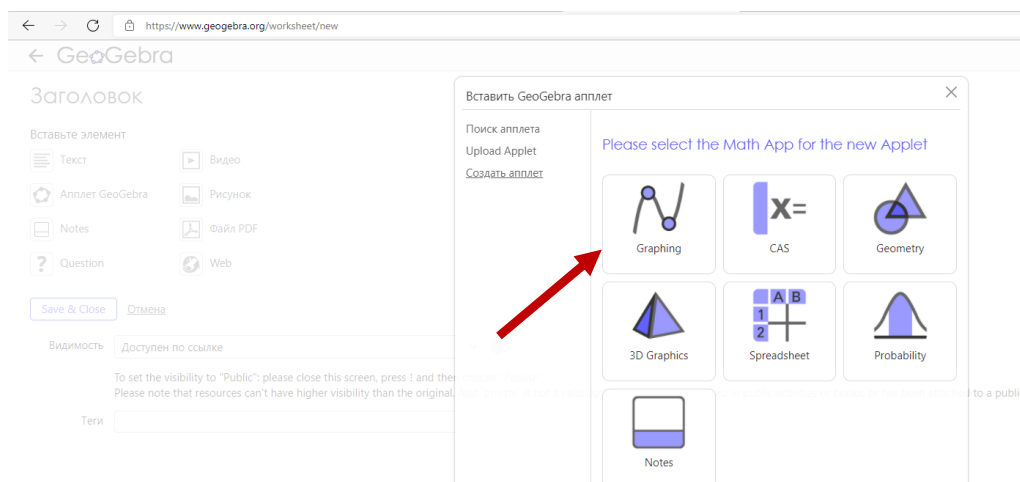 https://www.geogebra.org/worksheet/new
GeoGebra
Заголовок
Вставьте элемент
Текст
Видео
Апплет GeoGebra
Рисунок
Notes
Файл PDF
Question
Web
Save & Close
Отмена
Видимость
Доступен по ссылке
To set the visibility to "Public": please close this screen, press ⁝ and then
Please note that resources can't have higher visibility than the original.
to a publi
Теги
Вставить GeoGebra апплет
Поиск апплета
Upload Applet
Создать апплет
Please select the Math App for the new Applet
Graphing
X=
CAS
Geometry
3D Graphics
A B
1
2
Spreadsheet
Probability
Notes